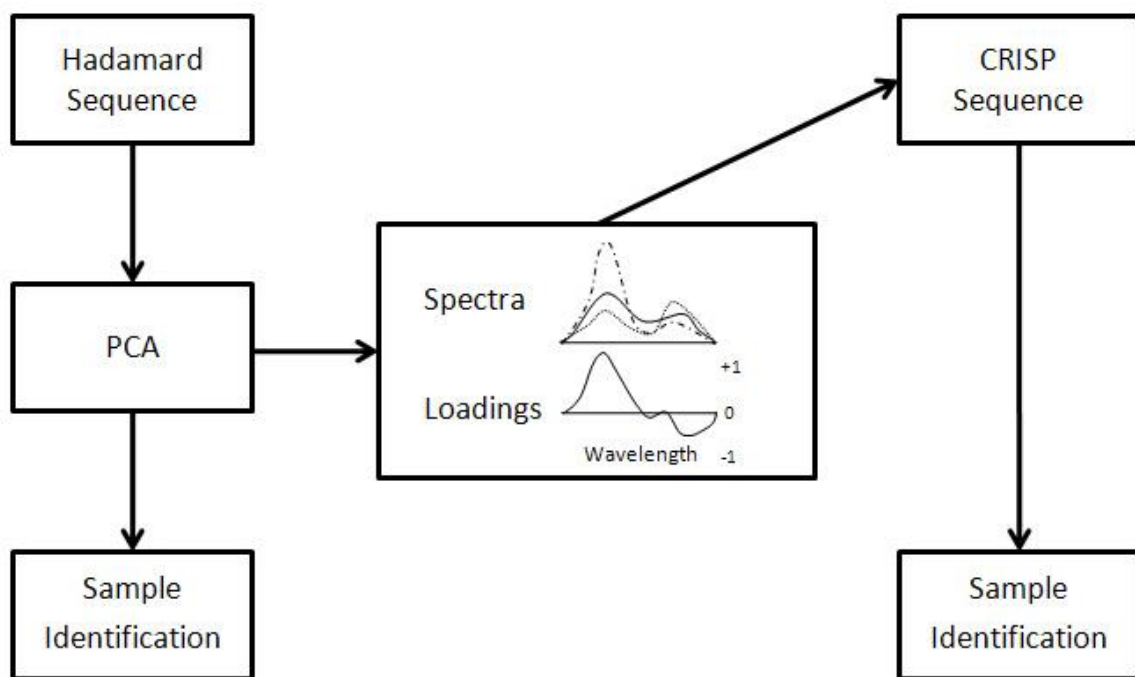 Hadamard
Sequence
CRISP
Sequence
PCA
Spectra
+1
Loadings
0
Wavelength
-1
Sample
Identification
Sample
Identification